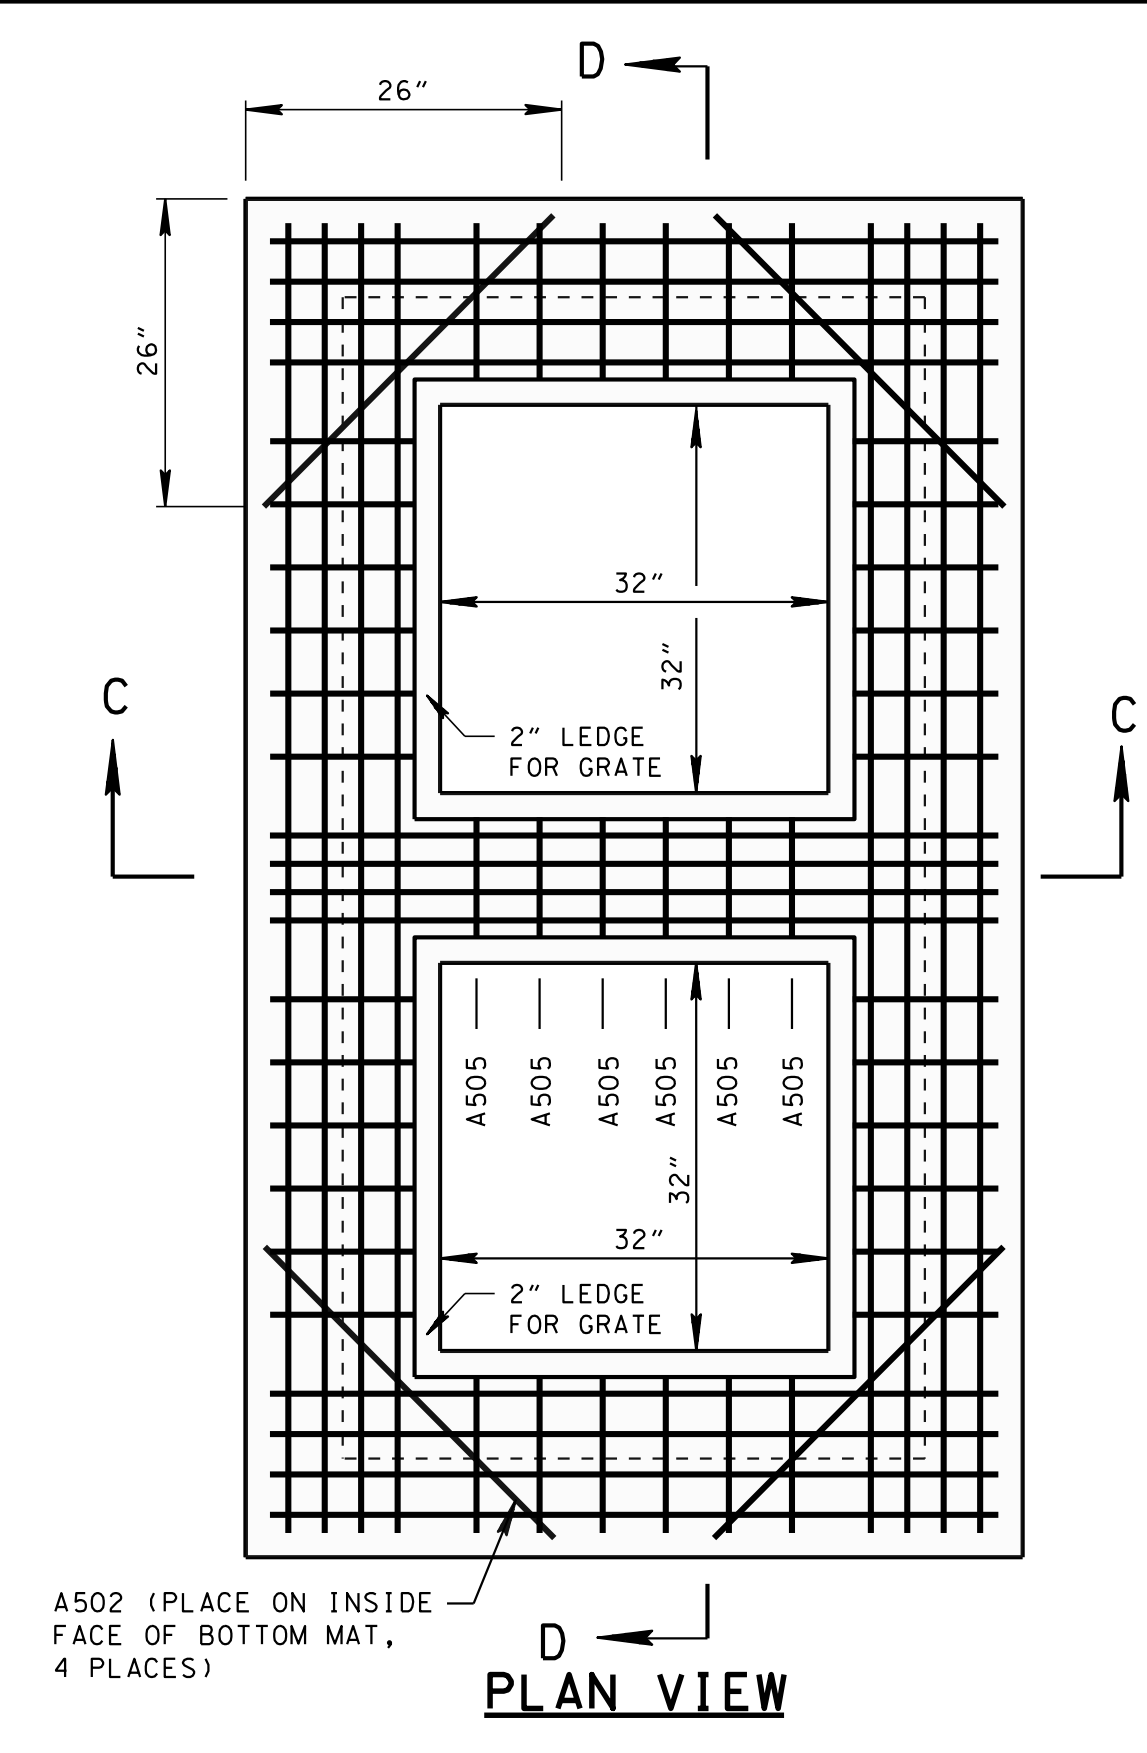 D
26"
26"
32"
32"
C
C
2" LEDGE
FOR GRATE
A505
A505
A505
A505
A505
A505
32"
32"
2" LEDGE
FOR GRATE
A502 (PLACE ON INSIDE
FACE OF BOTTOM MAT,
4 PLACES)
D
PLAN VIEW